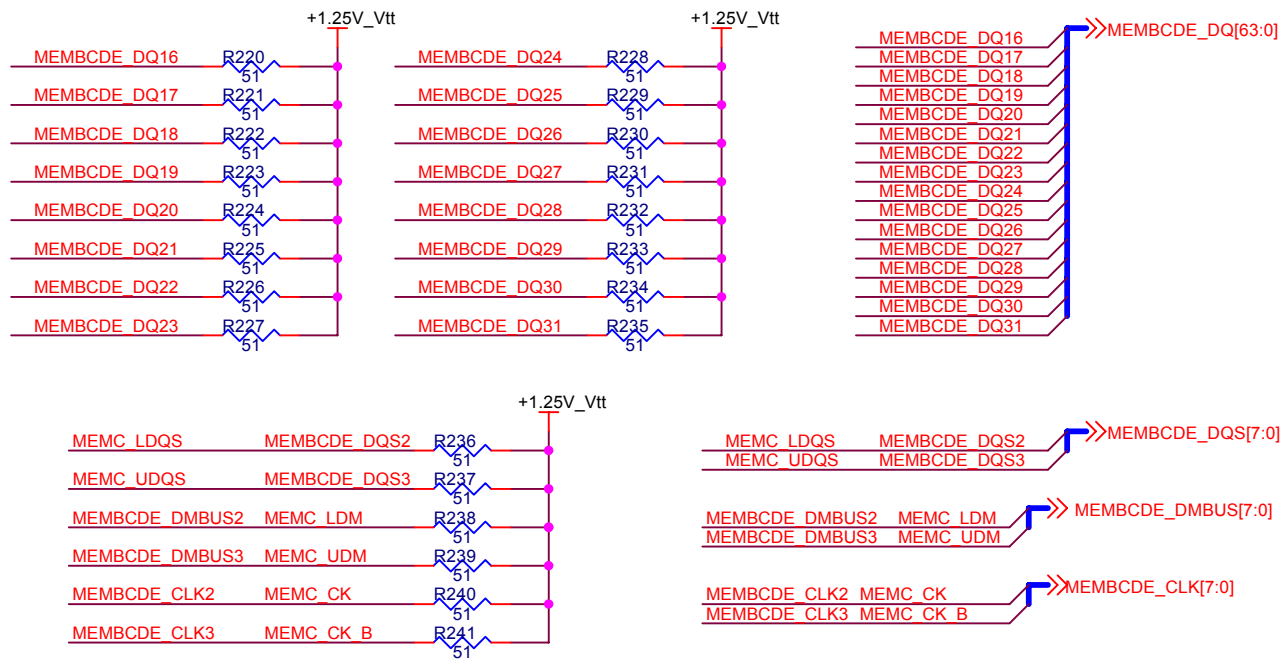 +1.25V_Vtt
MEMBCDE_DQ16 R220 51
MEMBCDE_DQ17 R221 51
MEMBCDE_DQ18 R222 51
MEMBCDE_DQ19 R223 51
MEMBCDE_DQ20 R224 51
MEMBCDE_DQ21 R225 51
MEMBCDE_DQ22 R226 51
MEMBCDE_DQ23 R227 51
+1.25V_Vtt
MEMBCDE_DQ24 R228 51
MEMBCDE_DQ25 R229 51
MEMBCDE_DQ26 R230 51
MEMBCDE_DQ27 R231 51
MEMBCDE_DQ28 R232 51
MEMBCDE_DQ29 R233 51
MEMBCDE_DQ30 R234 51
MEMBCDE_DQ31 R235 51
MEMBCDE_DQ[63:0]
MEMBCDE_DQ16
MEMBCDE_DQ17
MEMBCDE_DQ18
MEMBCDE_DQ19
MEMBCDE_DQ20
MEMBCDE_DQ21
MEMBCDE_DQ22
MEMBCDE_DQ23
MEMBCDE_DQ24
MEMBCDE_DQ25
MEMBCDE_DQ26
MEMBCDE_DQ27
MEMBCDE_DQ28
MEMBCDE_DQ29
MEMBCDE_DQ30
MEMBCDE_DQ31
+1.25V_Vtt
MEMC_LDQS MEMBCDE_DQS2 R236 51
MEMC_UDQS MEMBCDE_DQS3 R237 51
MEMBCDE_DMBUS2 MEMC_LDM R238 51
MEMBCDE_DMBUS3 MEMC_UDM R239 51
MEMBCDE_CLK2 MEMC_CK R240 51
MEMBCDE_CLK3 MEMC_CK_B R241 51
MEMBCDE_DQS[7:0]
MEMC_LDQS MEMBCDE_DQS2
MEMC_UDQS MEMBCDE_DQS3
MEMBCDE_DMBUS[7:0]
MEMBCDE_DMBUS2 MEMC_LDM
MEMBCDE_DMBUS3 MEMC_UDM
MEMBCDE_CLK[7:0]
MEMBCDE_CLK2 MEMC_CK
MEMBCDE_CLK3 MEMC_CK_B